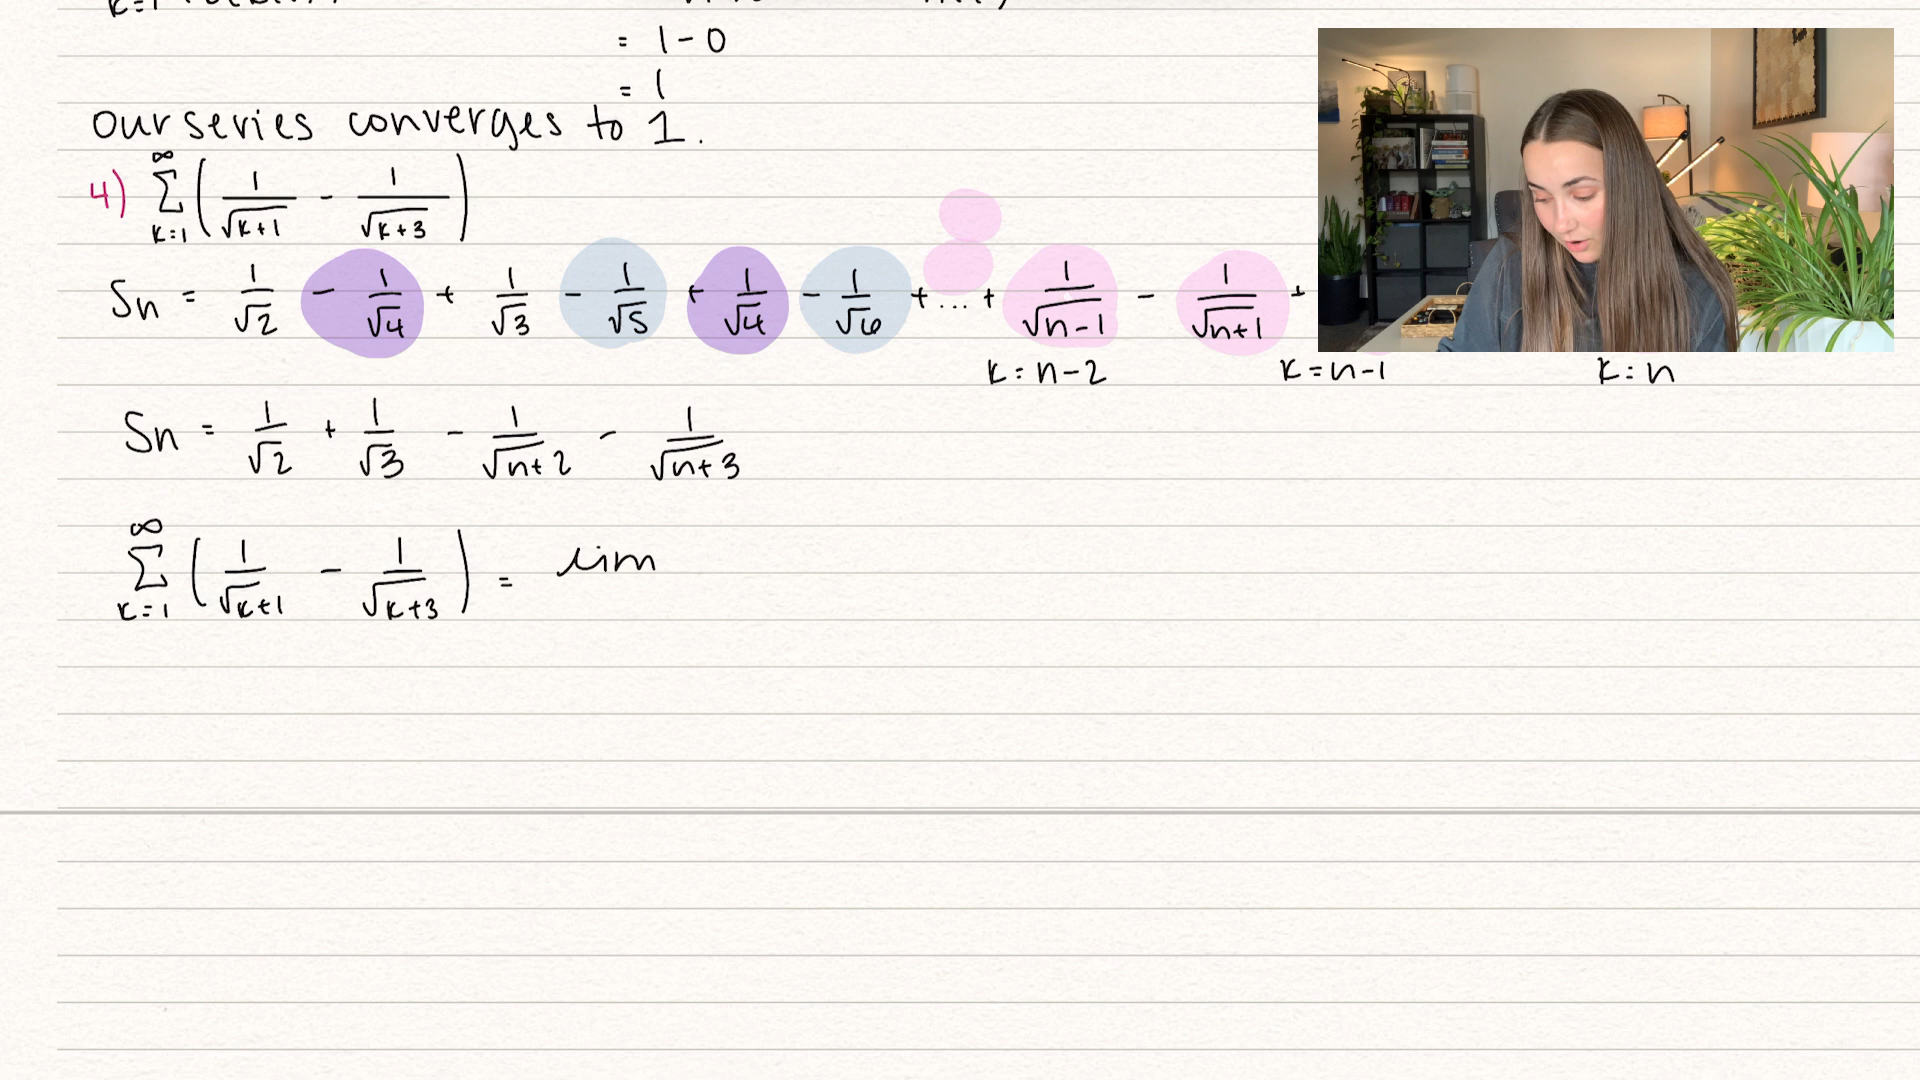 = 1 - 0
= 1
our series converges to 1.
4) ∞ Σ k=1 ( 1/√k+1 - 1/√k+3 )
Sn = 1/√2 - 1/√4 + 1/√3 - 1/√5 + 1/√4 - 1/√6 + ... + 1/√n-1 - 1/√n+1 +
k = n-2 k = n-1 k = n
Sn = 1/√2 + 1/√3 - 1/√n+2 - 1/√n+3
∞ Σ k=1 ( 1/√k+1 - 1/√k+3 ) = lim